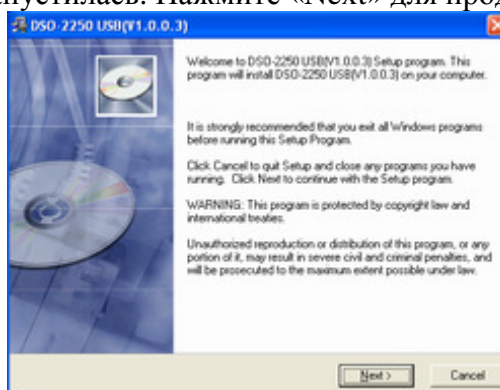 пустилась. Нажмите «Next» для прод
DSO-2250 USB(V1.0.0.3)
Welcome to DSO-2250 USB(V1.0.0.3) Setup program. This
program will install DSO-2250 USB(V1.0.0.3) on your computer.
It is strongly recommended that you exit all Windows programs
before running this Setup Program.
Click Cancel to quit Setup and close any programs you have
running. Click Next to continue with the Setup program.
WARNING: This program is protected by copyright law and
international treaties.
Unauthorized reproduction or distribution of this program, or any
portion of it, may result in severe civil and criminal penalties, and
will be prosecuted to the maximum extent possible under law.
Next >
Cancel